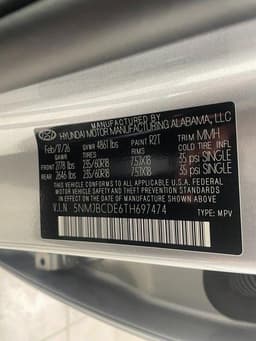 MANUFACTURED BY
HYUNDAI MOTOR MANUFACTURING ALABAMA, LLC
Feb/17/26 GVWR 4861 lbs PAINT R2T TRIM MMH
TIRES RIMS COLD TIRE INFL
FRONT 2778 lbs 235/60R18 7.5JX18 35 psi SINGLE
REAR 2646 lbs 235/60R18 7.5JX18 35 psi SINGLE
THIS VEHICLE CONFORMS TO ALL APPLICABLE U.S.A FEDERAL
MOTOR VEHICLE SAFETY AND THEFT PREVENTION STANDARDS
IN EFFECT ON THE DATE OF MANUFACTURE SHOWN ABOVE.
V.I.N. 5NMJBCDE6TH697474 TYPE: MPV